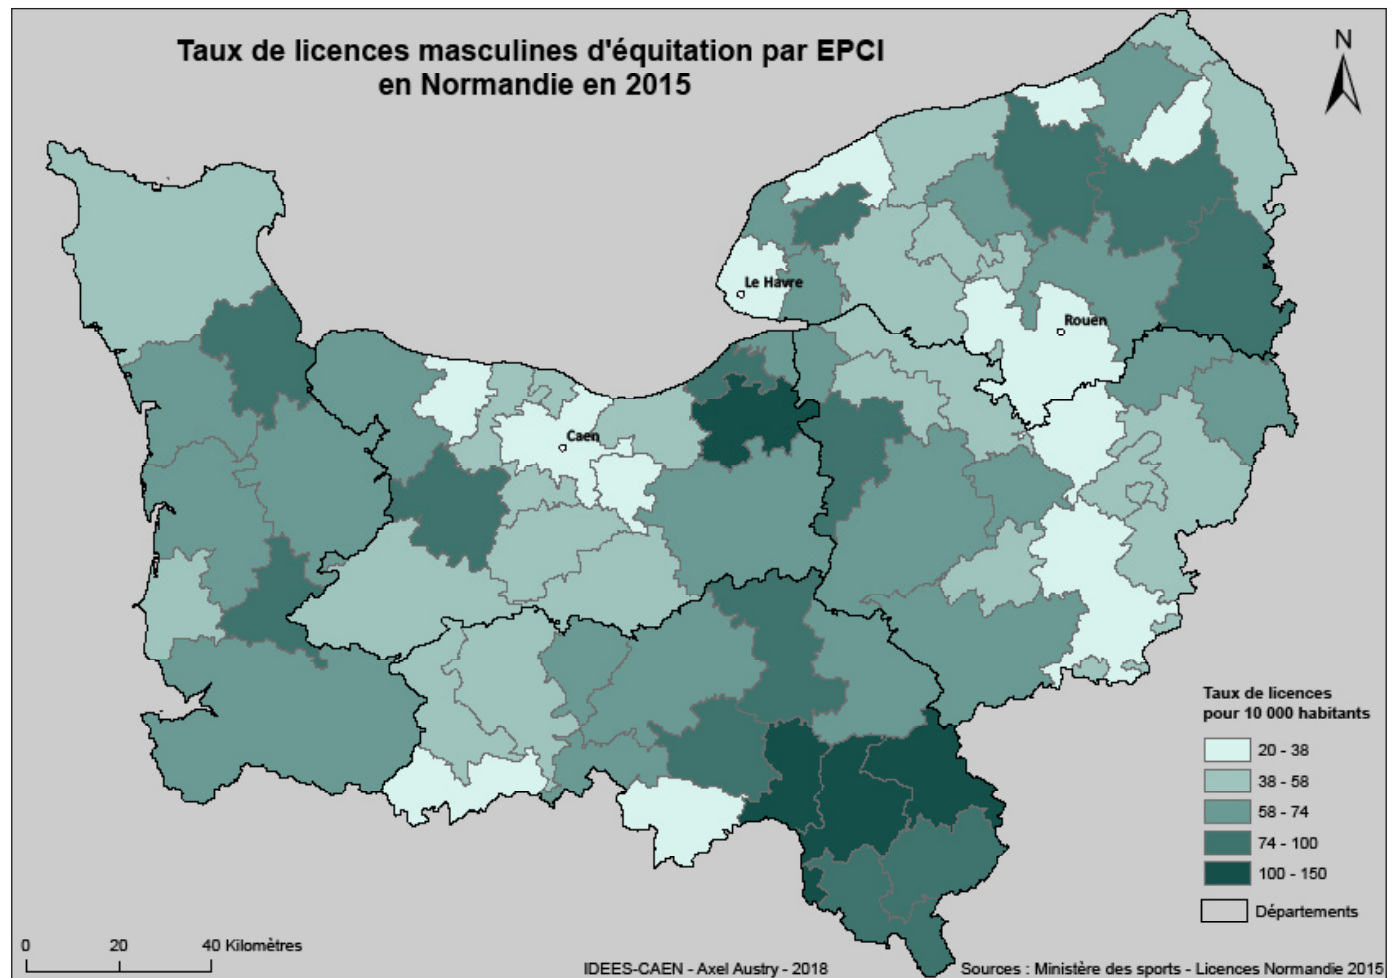 Taux de licences masculines d'équitation par EPCI
en Normandie en 2015
N
Le Havre
Rouen
Caen
Taux de licences
pour 10 000 habitants
20 - 38
38 - 58
58 - 74
74 - 100
100 - 150
Départements
0 20 40 Kilomètres
IDEES-CAEN - Axel Austry - 2018
Sources : Ministère des sports - Licences Normandie 2015